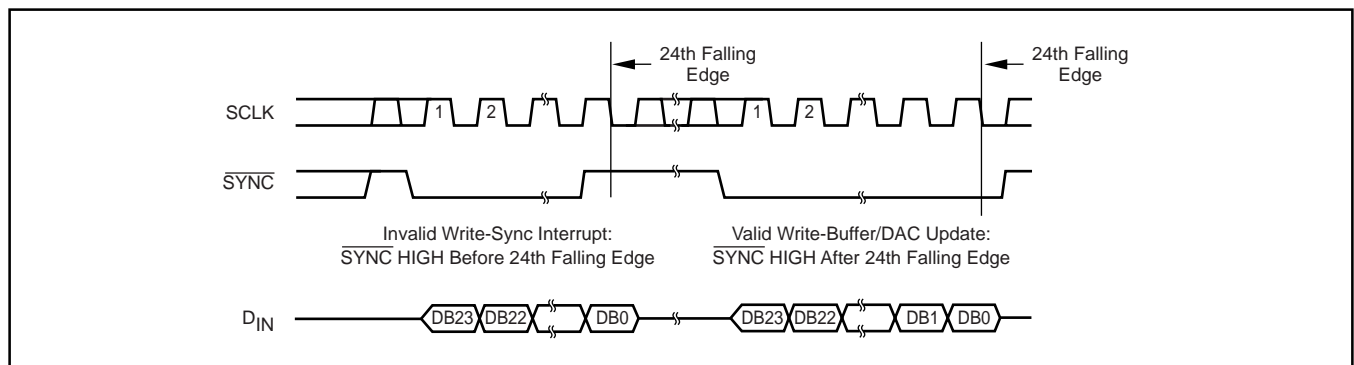 24th Falling
Edge
24th Falling
Edge
SCLK
1
2
1
2
SYNC
Invalid Write-Sync Interrupt:
SYNC HIGH Before 24th Falling Edge
Valid Write-Buffer/DAC Update:
SYNC HIGH After 24th Falling Edge
DIN
DB23
DB22
DB0
DB23
DB22
DB1
DB0